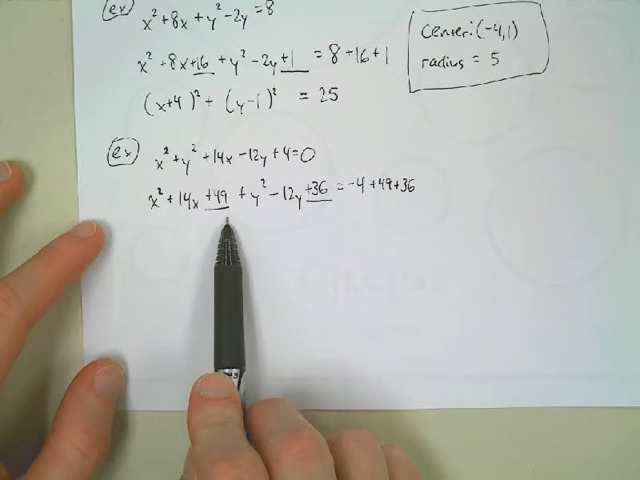 ex x² + 8x + y² - 2y = 8
x² + 8x + 16 + y² - 2y + 1 = 8 + 16 + 1
(x+4)² + (y-1)² = 25
center: (-4,1)
radius = 5
ex x² + y² + 14x - 12y + 4 = 0
x² + 14x + 49 + y² - 12y + 36 = -4 + 49 + 36